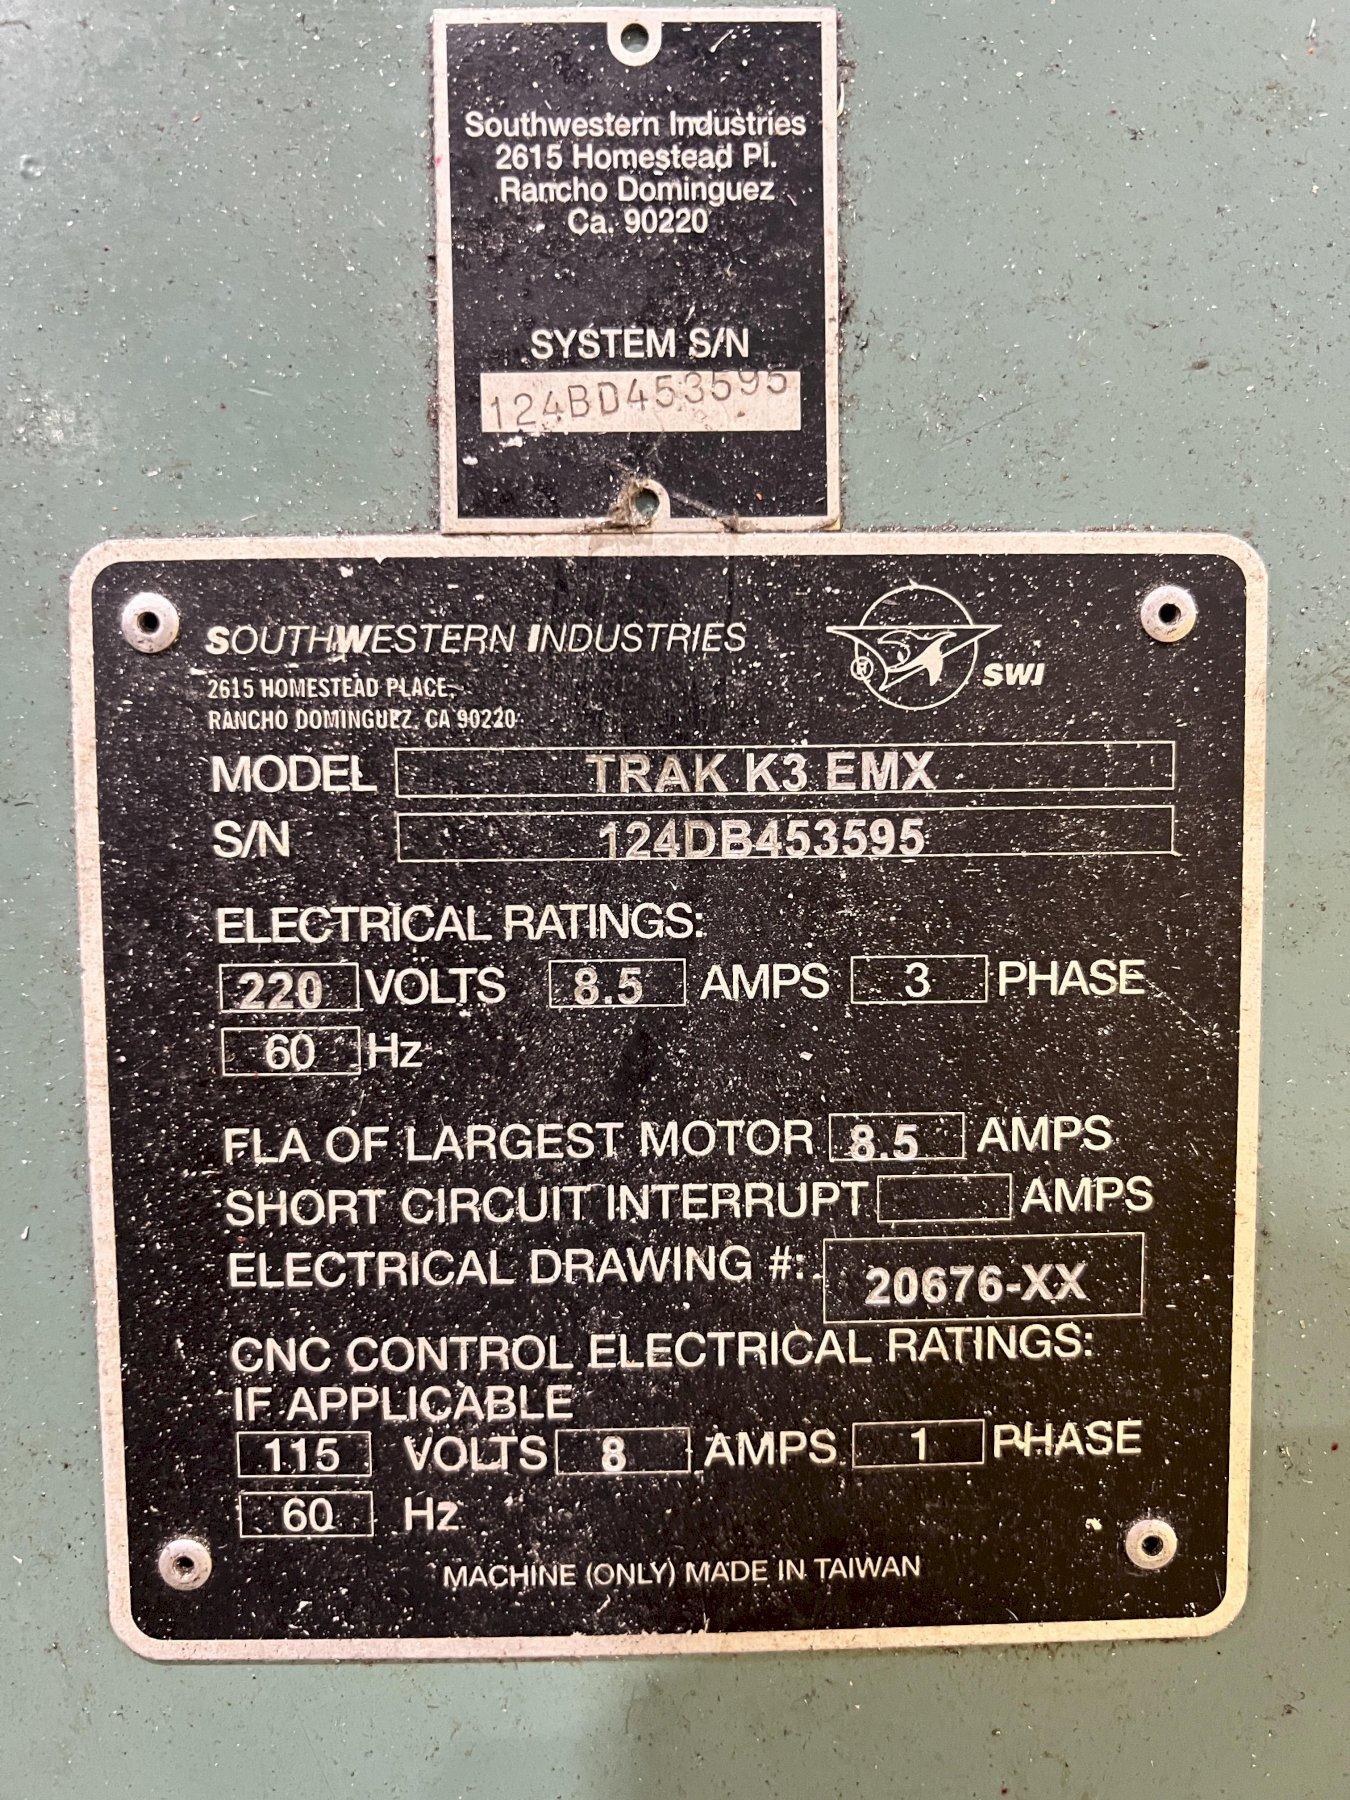 Southwestern Industries
2615 Homestead Pl.
Rancho Dominguez
Ca. 90220
SYSTEM S/N
124BD453595
SOUTHWESTERN INDUSTRIES
2615 HOMESTEAD PLACE,
RANCHO DOMINGUEZ, CA 90220
® SWI
MODEL TRAK K3 EMX
S/N 124DB453595
ELECTRICAL RATINGS:
220 VOLTS 8.5 AMPS 3 PHASE
60 Hz
FLA OF LARGEST MOTOR 8.5 AMPS
SHORT CIRCUIT INTERRUPT AMPS
ELECTRICAL DRAWING #: 20676-XX
CNC CONTROL ELECTRICAL RATINGS:
IF APPLICABLE
115 VOLTS 8 AMPS 1 PHASE
60 Hz
MACHINE (ONLY) MADE IN TAIWAN